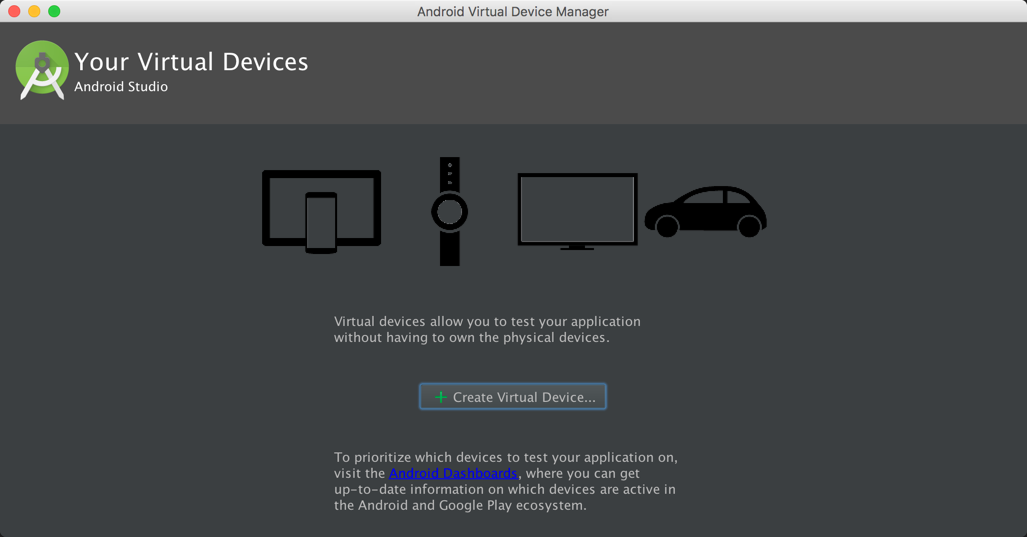 Android Virtual Device Manager
Your Virtual Devices
Android Studio
Virtual devices allow you to test your application
without having to own the physical devices.
Create Virtual Device...
To prioritize which devices to test your application on,
visit the Android Dashboards, where you can get
up-to-date information on which devices are active in
the Android and Google Play ecosystem.